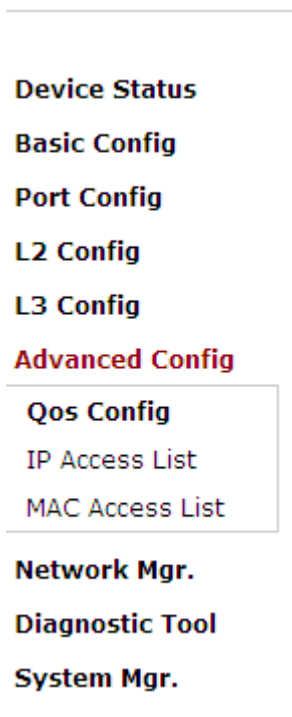 Device Status
Basic Config
Port Config
L2 Config
L3 Config
Advanced Config
Qos Config
IP Access List
MAC Access List
Network Mgr.
Diagnostic Tool
System Mgr.